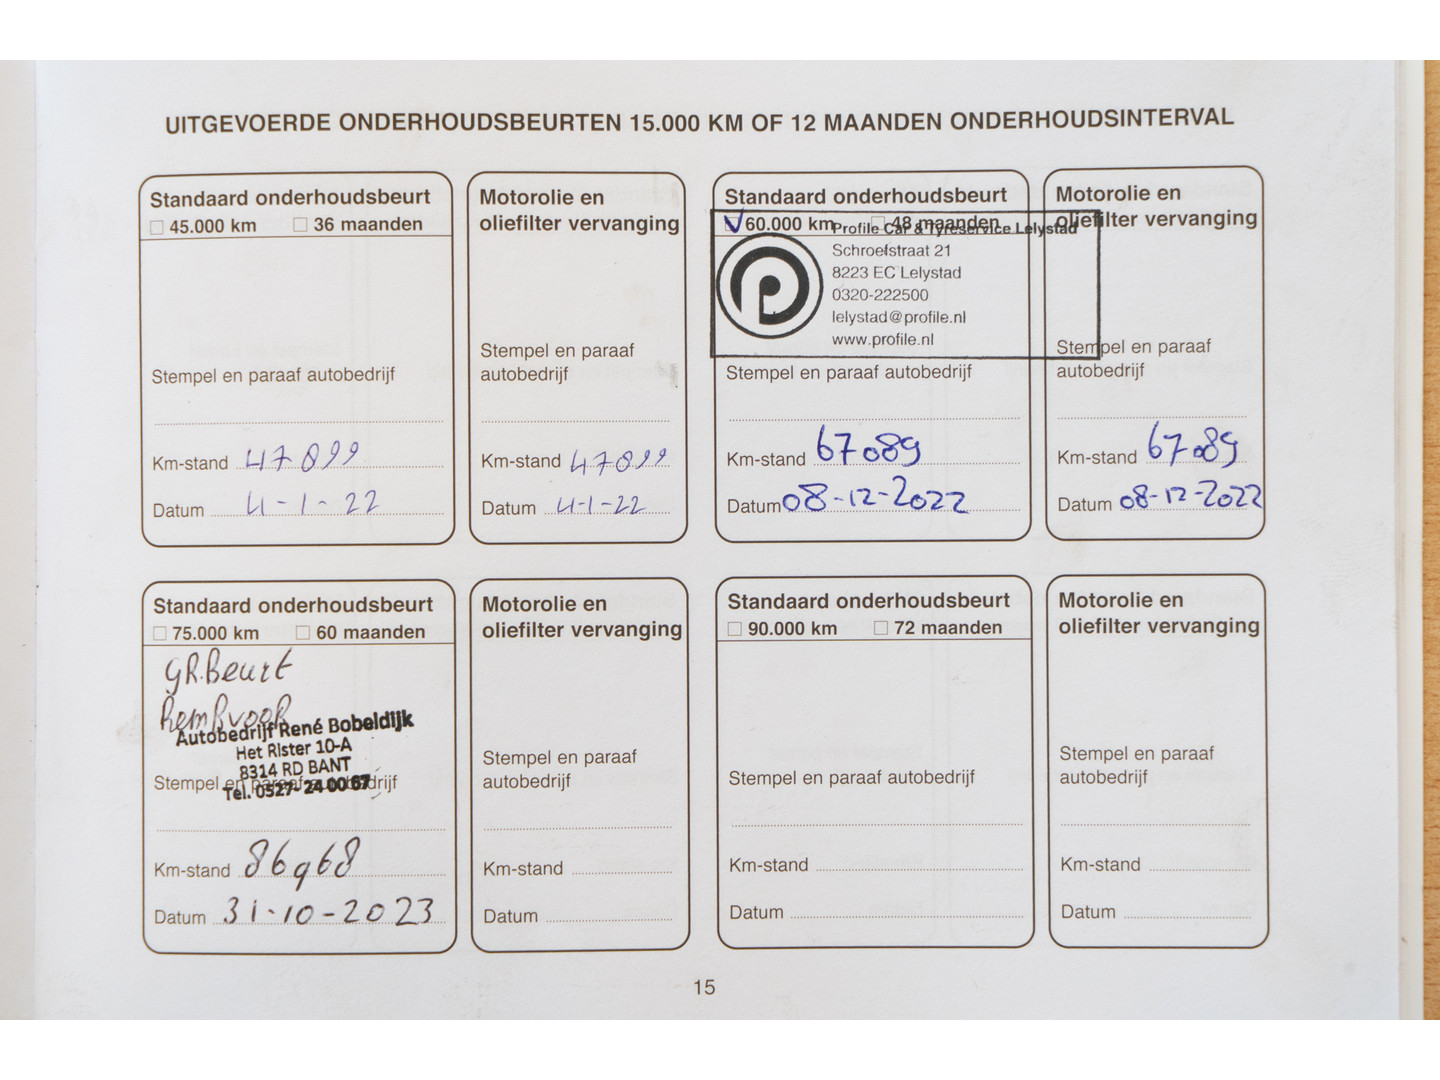 UITGEVOERDE ONDERHOUDSBEURTEN 15.000 KM OF 12 MAANDEN ONDERHOUDSINTERVAL
Standaard onderhoudsbeurt
45.000 km 36 maanden
Stempel en paraaf autobedrijf
Km-stand 47899
Datum 4-1-22
Motorolie en
oliefilter vervanging
Stempel en paraaf
autobedrijf
Km-stand 47899
Datum 4-1-22
Standaard onderhoudsbeurt
60.000 km 48 maanden
Profile Car & Tyreservice Lelystad
Schroefstraat 21
8223 EC Lelystad
0320-222500
lelystad@profile.nl
www.profile.nl
Stempel en paraaf autobedrijf
Km-stand 67089
Datum 08-12-2022
Motorolie en
oliefilter vervanging
Stempel en paraaf
autobedrijf
Km-stand 67089
Datum 08-12-2022
Standaard onderhoudsbeurt
75.000 km 60 maanden
GR.Beurt
Remb voor
Autobedrijf René Bobeldijk
Het Rister 10-A
8314 RD BANT
Stempel en paraaf autobedrijf
Tel. 0527-240067
Km-stand 86968
Datum 31-10-2023
Motorolie en
oliefilter vervanging
Stempel en paraaf
autobedrijf
Km-stand
Datum
Standaard onderhoudsbeurt
90.000 km 72 maanden
Stempel en paraaf autobedrijf
Km-stand
Datum
Motorolie en
oliefilter vervanging
Stempel en paraaf
autobedrijf
Km-stand
Datum
15